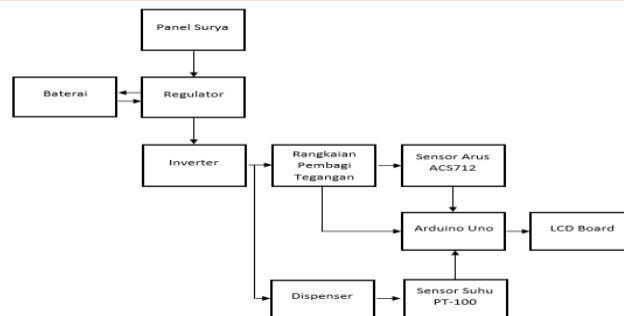 Panel Surya
Baterai
Regulator
Inverter
Rangkaian
Pembagi
Tegangan
Sensor Arus
ACS712
Arduino Uno
LCD Board
Dispenser
Sensor Suhu
PT-100